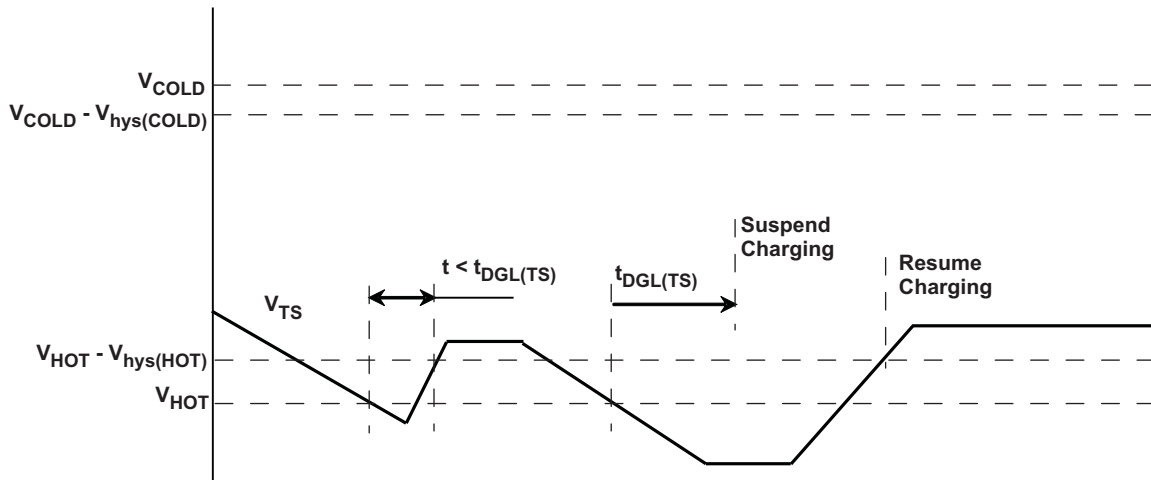 V_COLD
V_COLD - V_hys(COLD)
Suspend
Charging
t < t_DGL(TS)
t_DGL(TS)
Resume
Charging
V_TS
V_HOT - V_hys(HOT)
V_HOT